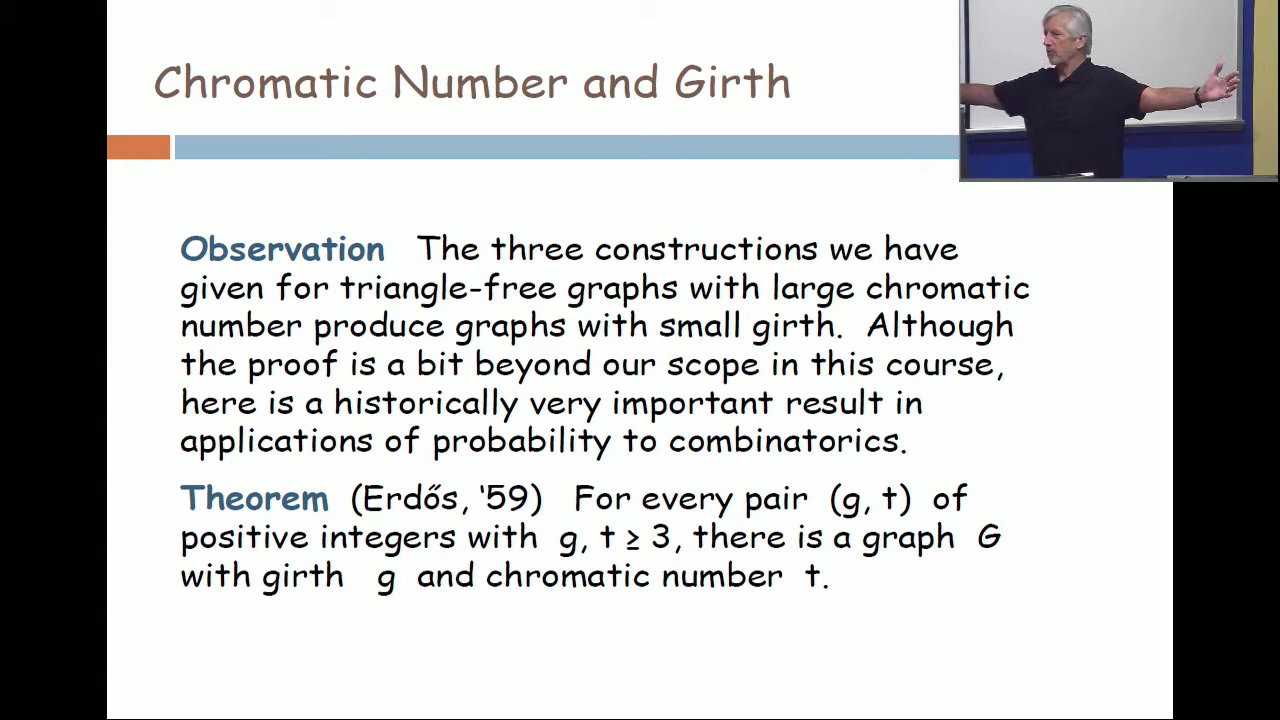 Chromatic Number and Girth
Observation The three constructions we have
given for triangle-free graphs with large chromatic
number produce graphs with small girth. Although
the proof is a bit beyond our scope in this course,
here is a historically very important result in
applications of probability to combinatorics.
Theorem (Erdős, ‘59) For every pair (g, t) of
positive integers with g, t ≥ 3, there is a graph G
with girth g and chromatic number t.